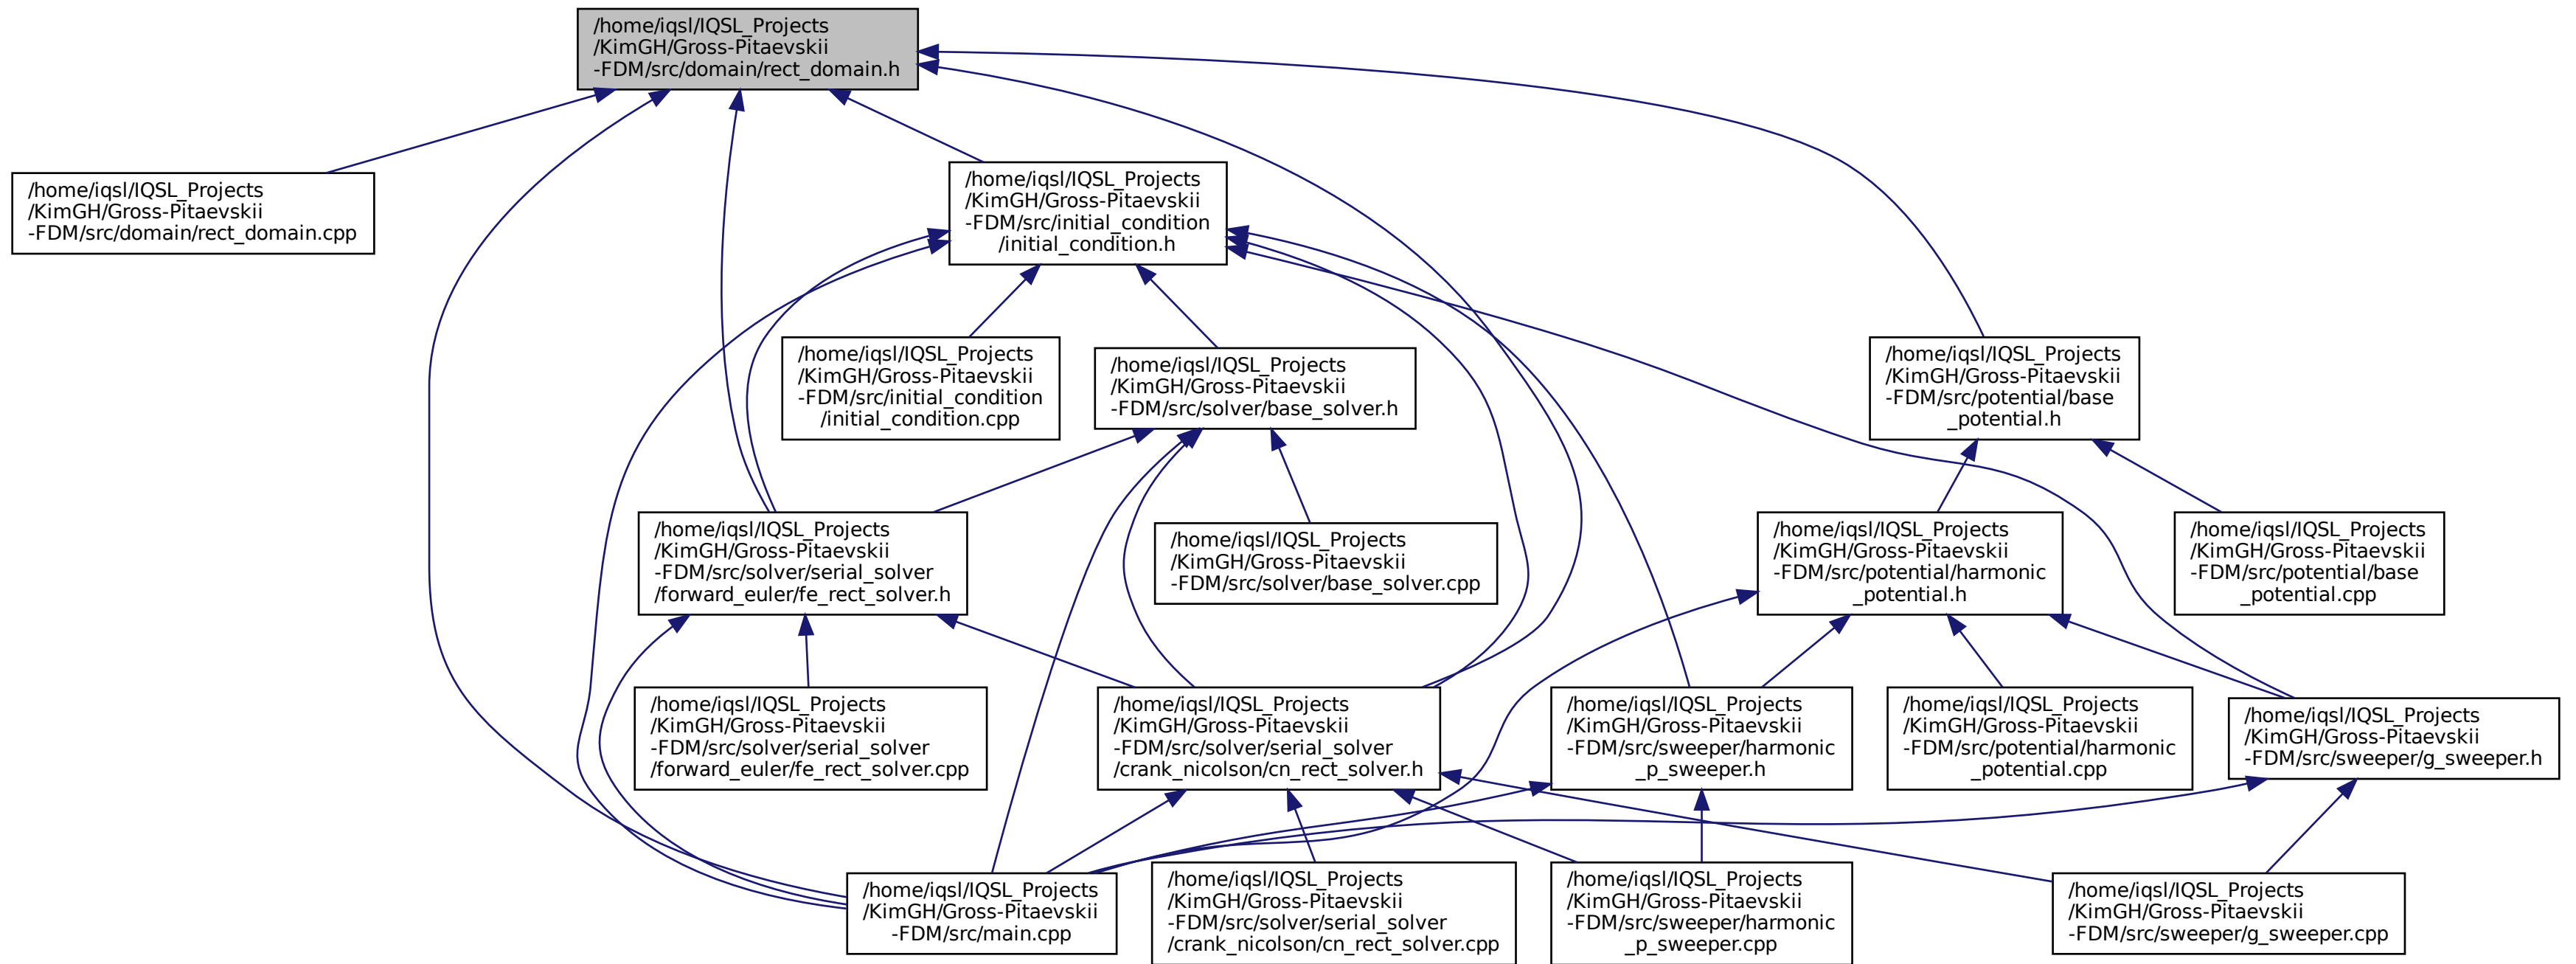 /home/iqsl/IQSL_Projects
/KimGH/Gross-Pitaevskii
-FDM/src/domain/rect_domain.h
/home/iqsl/IQSL_Projects
/KimGH/Gross-Pitaevskii
-FDM/src/domain/rect_domain.cpp
/home/iqsl/IQSL_Projects
/KimGH/Gross-Pitaevskii
-FDM/src/initial_condition
/initial_condition.h
/home/iqsl/IQSL_Projects
/KimGH/Gross-Pitaevskii
-FDM/src/initial_condition
/initial_condition.cpp
/home/iqsl/IQSL_Projects
/KimGH/Gross-Pitaevskii
-FDM/src/solver/base_solver.h
/home/iqsl/IQSL_Projects
/KimGH/Gross-Pitaevskii
-FDM/src/potential/base
_potential.h
/home/iqsl/IQSL_Projects
/KimGH/Gross-Pitaevskii
-FDM/src/solver/serial_solver
/forward_euler/fe_rect_solver.h
/home/iqsl/IQSL_Projects
/KimGH/Gross-Pitaevskii
-FDM/src/solver/base_solver.cpp
/home/iqsl/IQSL_Projects
/KimGH/Gross-Pitaevskii
-FDM/src/potential/harmonic
_potential.h
/home/iqsl/IQSL_Projects
/KimGH/Gross-Pitaevskii
-FDM/src/potential/base
_potential.cpp
/home/iqsl/IQSL_Projects
/KimGH/Gross-Pitaevskii
-FDM/src/solver/serial_solver
/forward_euler/fe_rect_solver.cpp
/home/iqsl/IQSL_Projects
/KimGH/Gross-Pitaevskii
-FDM/src/solver/serial_solver
/crank_nicolson/cn_rect_solver.h
/home/iqsl/IQSL_Projects
/KimGH/Gross-Pitaevskii
-FDM/src/sweeper/harmonic
_p_sweeper.h
/home/iqsl/IQSL_Projects
/KimGH/Gross-Pitaevskii
-FDM/src/potential/harmonic
_potential.cpp
/home/iqsl/IQSL_Projects
/KimGH/Gross-Pitaevskii
-FDM/src/sweeper/g_sweeper.h
/home/iqsl/IQSL_Projects
/KimGH/Gross-Pitaevskii
-FDM/src/main.cpp
/home/iqsl/IQSL_Projects
/KimGH/Gross-Pitaevskii
-FDM/src/solver/serial_solver
/crank_nicolson/cn_rect_solver.cpp
/home/iqsl/IQSL_Projects
/KimGH/Gross-Pitaevskii
-FDM/src/sweeper/harmonic
_p_sweeper.cpp
/home/iqsl/IQSL_Projects
/KimGH/Gross-Pitaevskii
-FDM/src/sweeper/g_sweeper.cpp